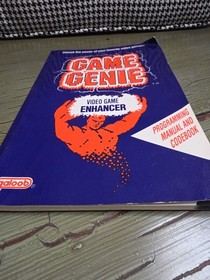 GAME
GENIE
VIDEO GAME
ENHANCER
PROGRAMMING
MANUAL AND
CODEBOOK
galoob